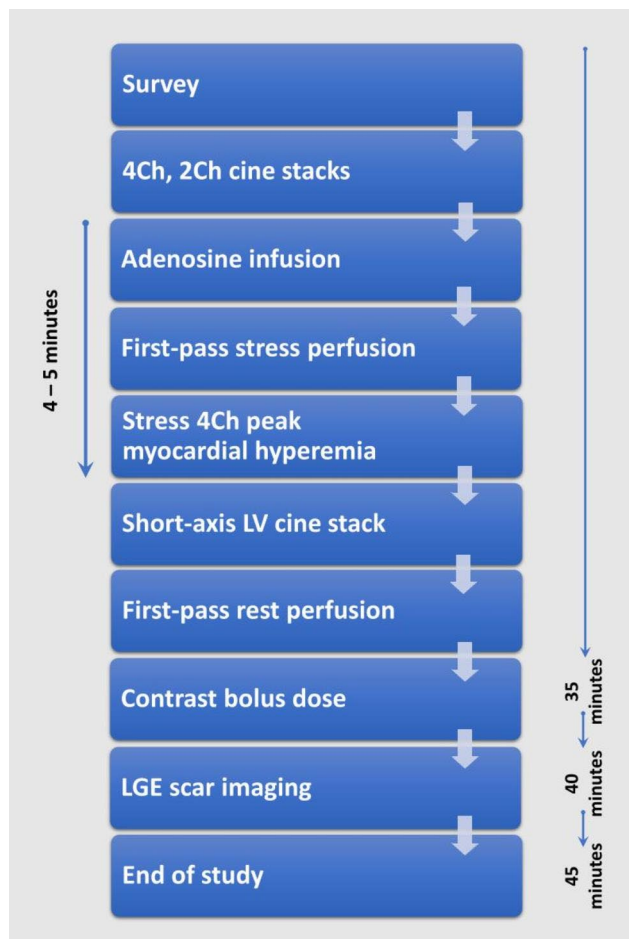 Survey
4Ch, 2Ch cine stacks
Adenosine infusion
First-pass stress perfusion
Stress 4Ch peak
myocardial hyperemia
Short-axis LV cine stack
First-pass rest perfusion
Contrast bolus dose
LGE scar imaging
End of study
4 – 5 minutes
35
minutes
40
minutes
45
minutes